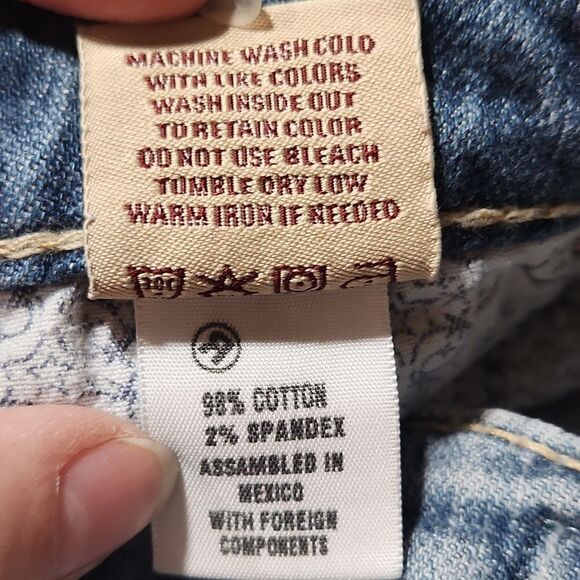 MACHINE WASH COLD
WITH LIKE COLORS
WASH INSIDE OUT
TO RETAIN COLOR
DO NOT USE BLEACH
TUMBLE DRY LOW
WARM IRON IF NEEDED
98% COTTON
2% SPANDEX
ASSEMBLED IN
MEXICO
WITH FOREIGN
COMPONENTS